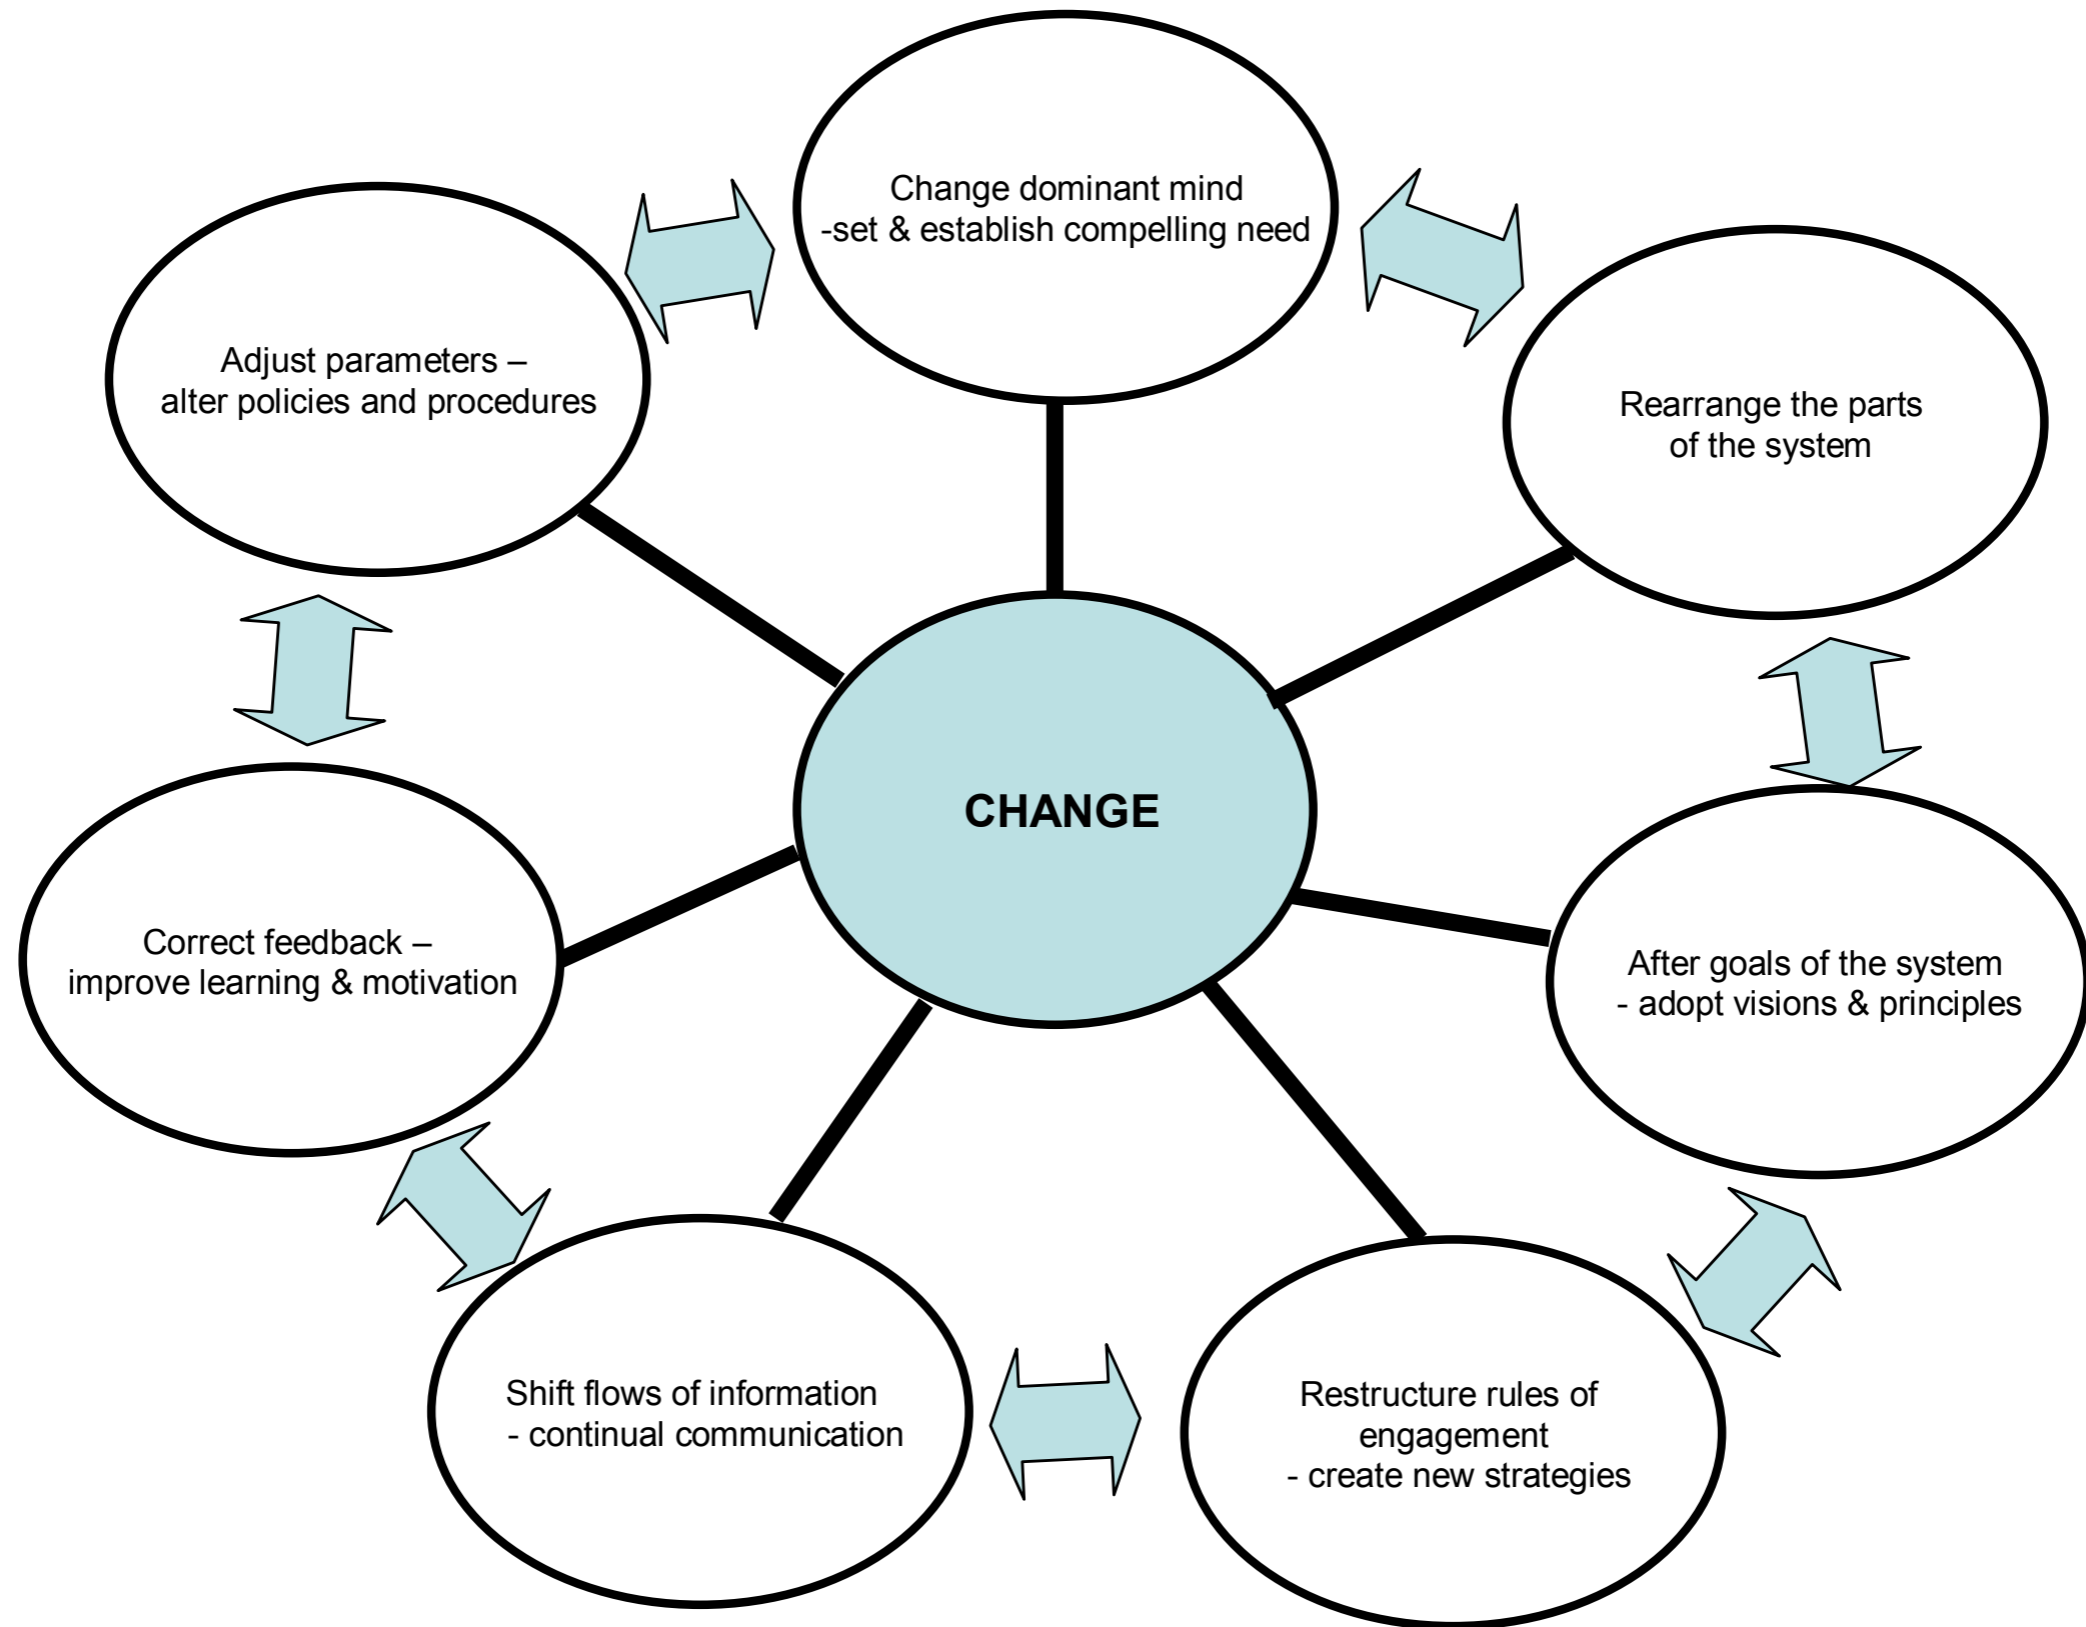 Change dominant mind
-set & establish compelling need
Rearrange the parts
of the system
After goals of the system
- adopt visions & principles
Restructure rules of
engagement
- create new strategies
Shift flows of information
- continual communication
Correct feedback –
improve learning & motivation
Adjust parameters –
alter policies and procedures
CHANGE